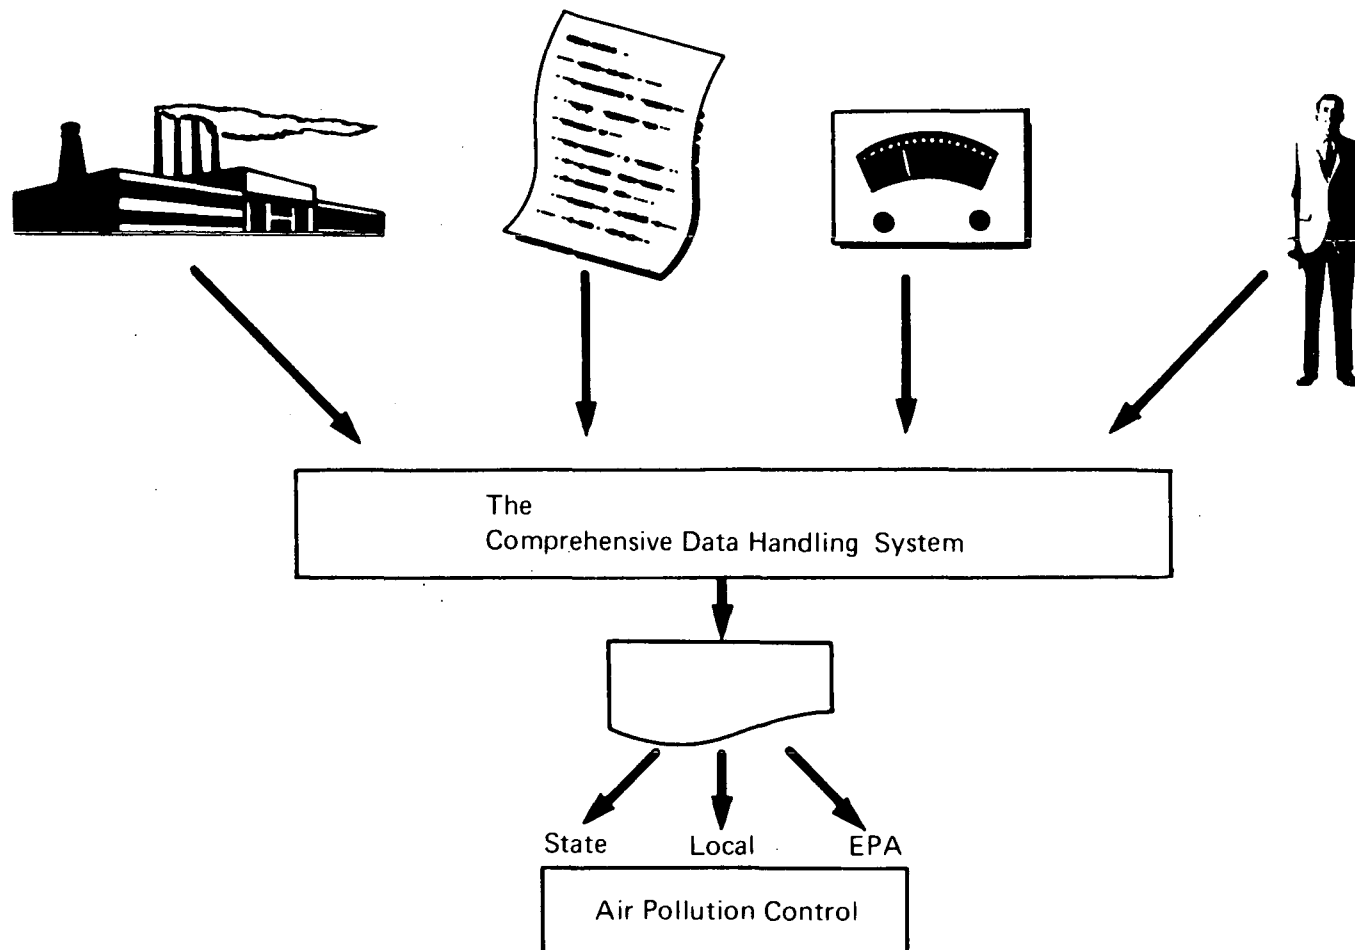 The
Comprehensive Data Handling System
State Local EPA
Air Pollution Control